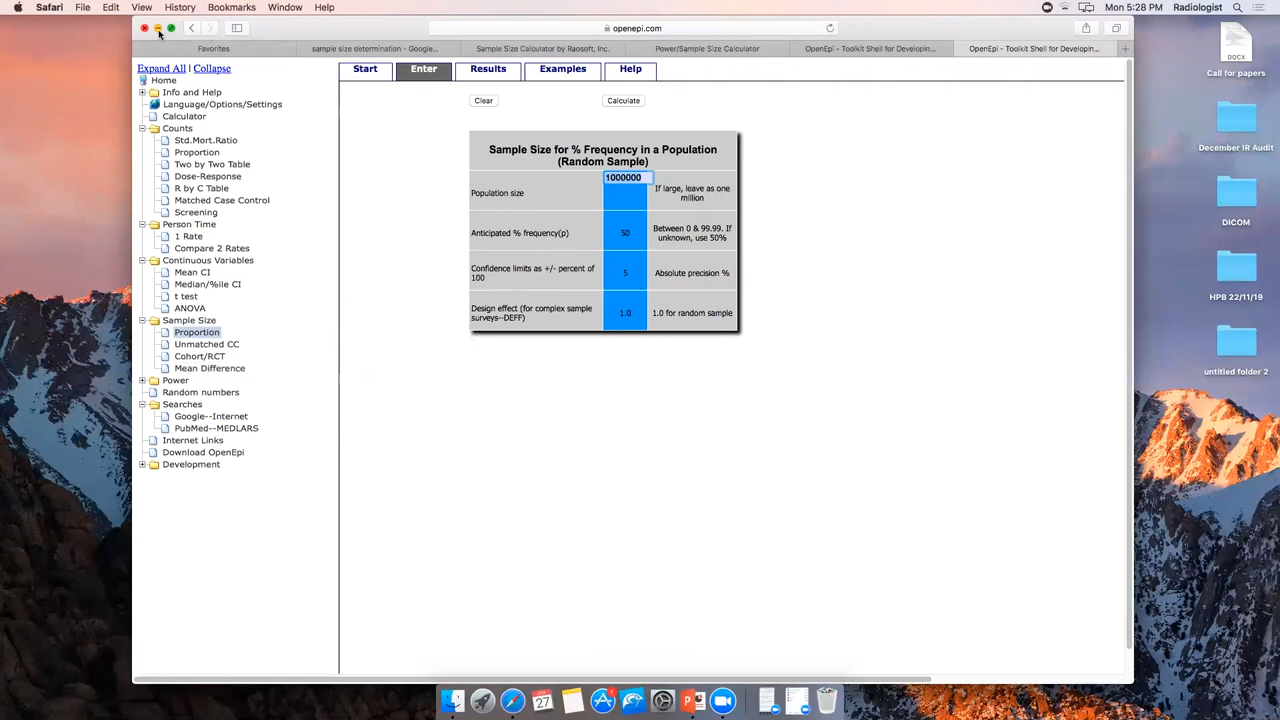 Safari File Edit View History Bookmarks Window Help
Mon 5:28 PM Radiologist
openepi.com
Favorites
sample size determination - Google...
Sample Size Calculator by Raosoft, Inc.
Power/Sample Size Calculator
OpenEpi - Toolkit Shell for Developin...
OpenEpi - Toolkit Shell for Developin...
Expand All | Collapse
Home
Info and Help
Language/Options/Settings
Calculator
Counts
Std.Mort.Ratio
Proportion
Two by Two Table
Dose-Response
R by C Table
Matched Case Control
Screening
Person Time
1 Rate
Compare 2 Rates
Continuous Variables
Mean CI
Median/%ile CI
t test
ANOVA
Sample Size
Proportion
Unmatched CC
Cohort/RCT
Mean Difference
Power
Random numbers
Searches
Google--Internet
PubMed--MEDLARS
Internet Links
Download OpenEpi
Development
Start Enter Results Examples Help
Clear Calculate
Sample Size for % Frequency in a Population
(Random Sample)
Population size
1000000
If large, leave as one
million
Anticipated % frequency(p)
50
Between 0 & 99.99. If
unknown, use 50%
Confidence limits as +/- percent of
100
5
Absolute precision %
Design effect (for complex sample
surveys--DEFF)
1.0
1.0 for random sample
DOCX
Call for papers
December IR Audit
DICOM
HPB 22/11/19
untitled folder 2
27